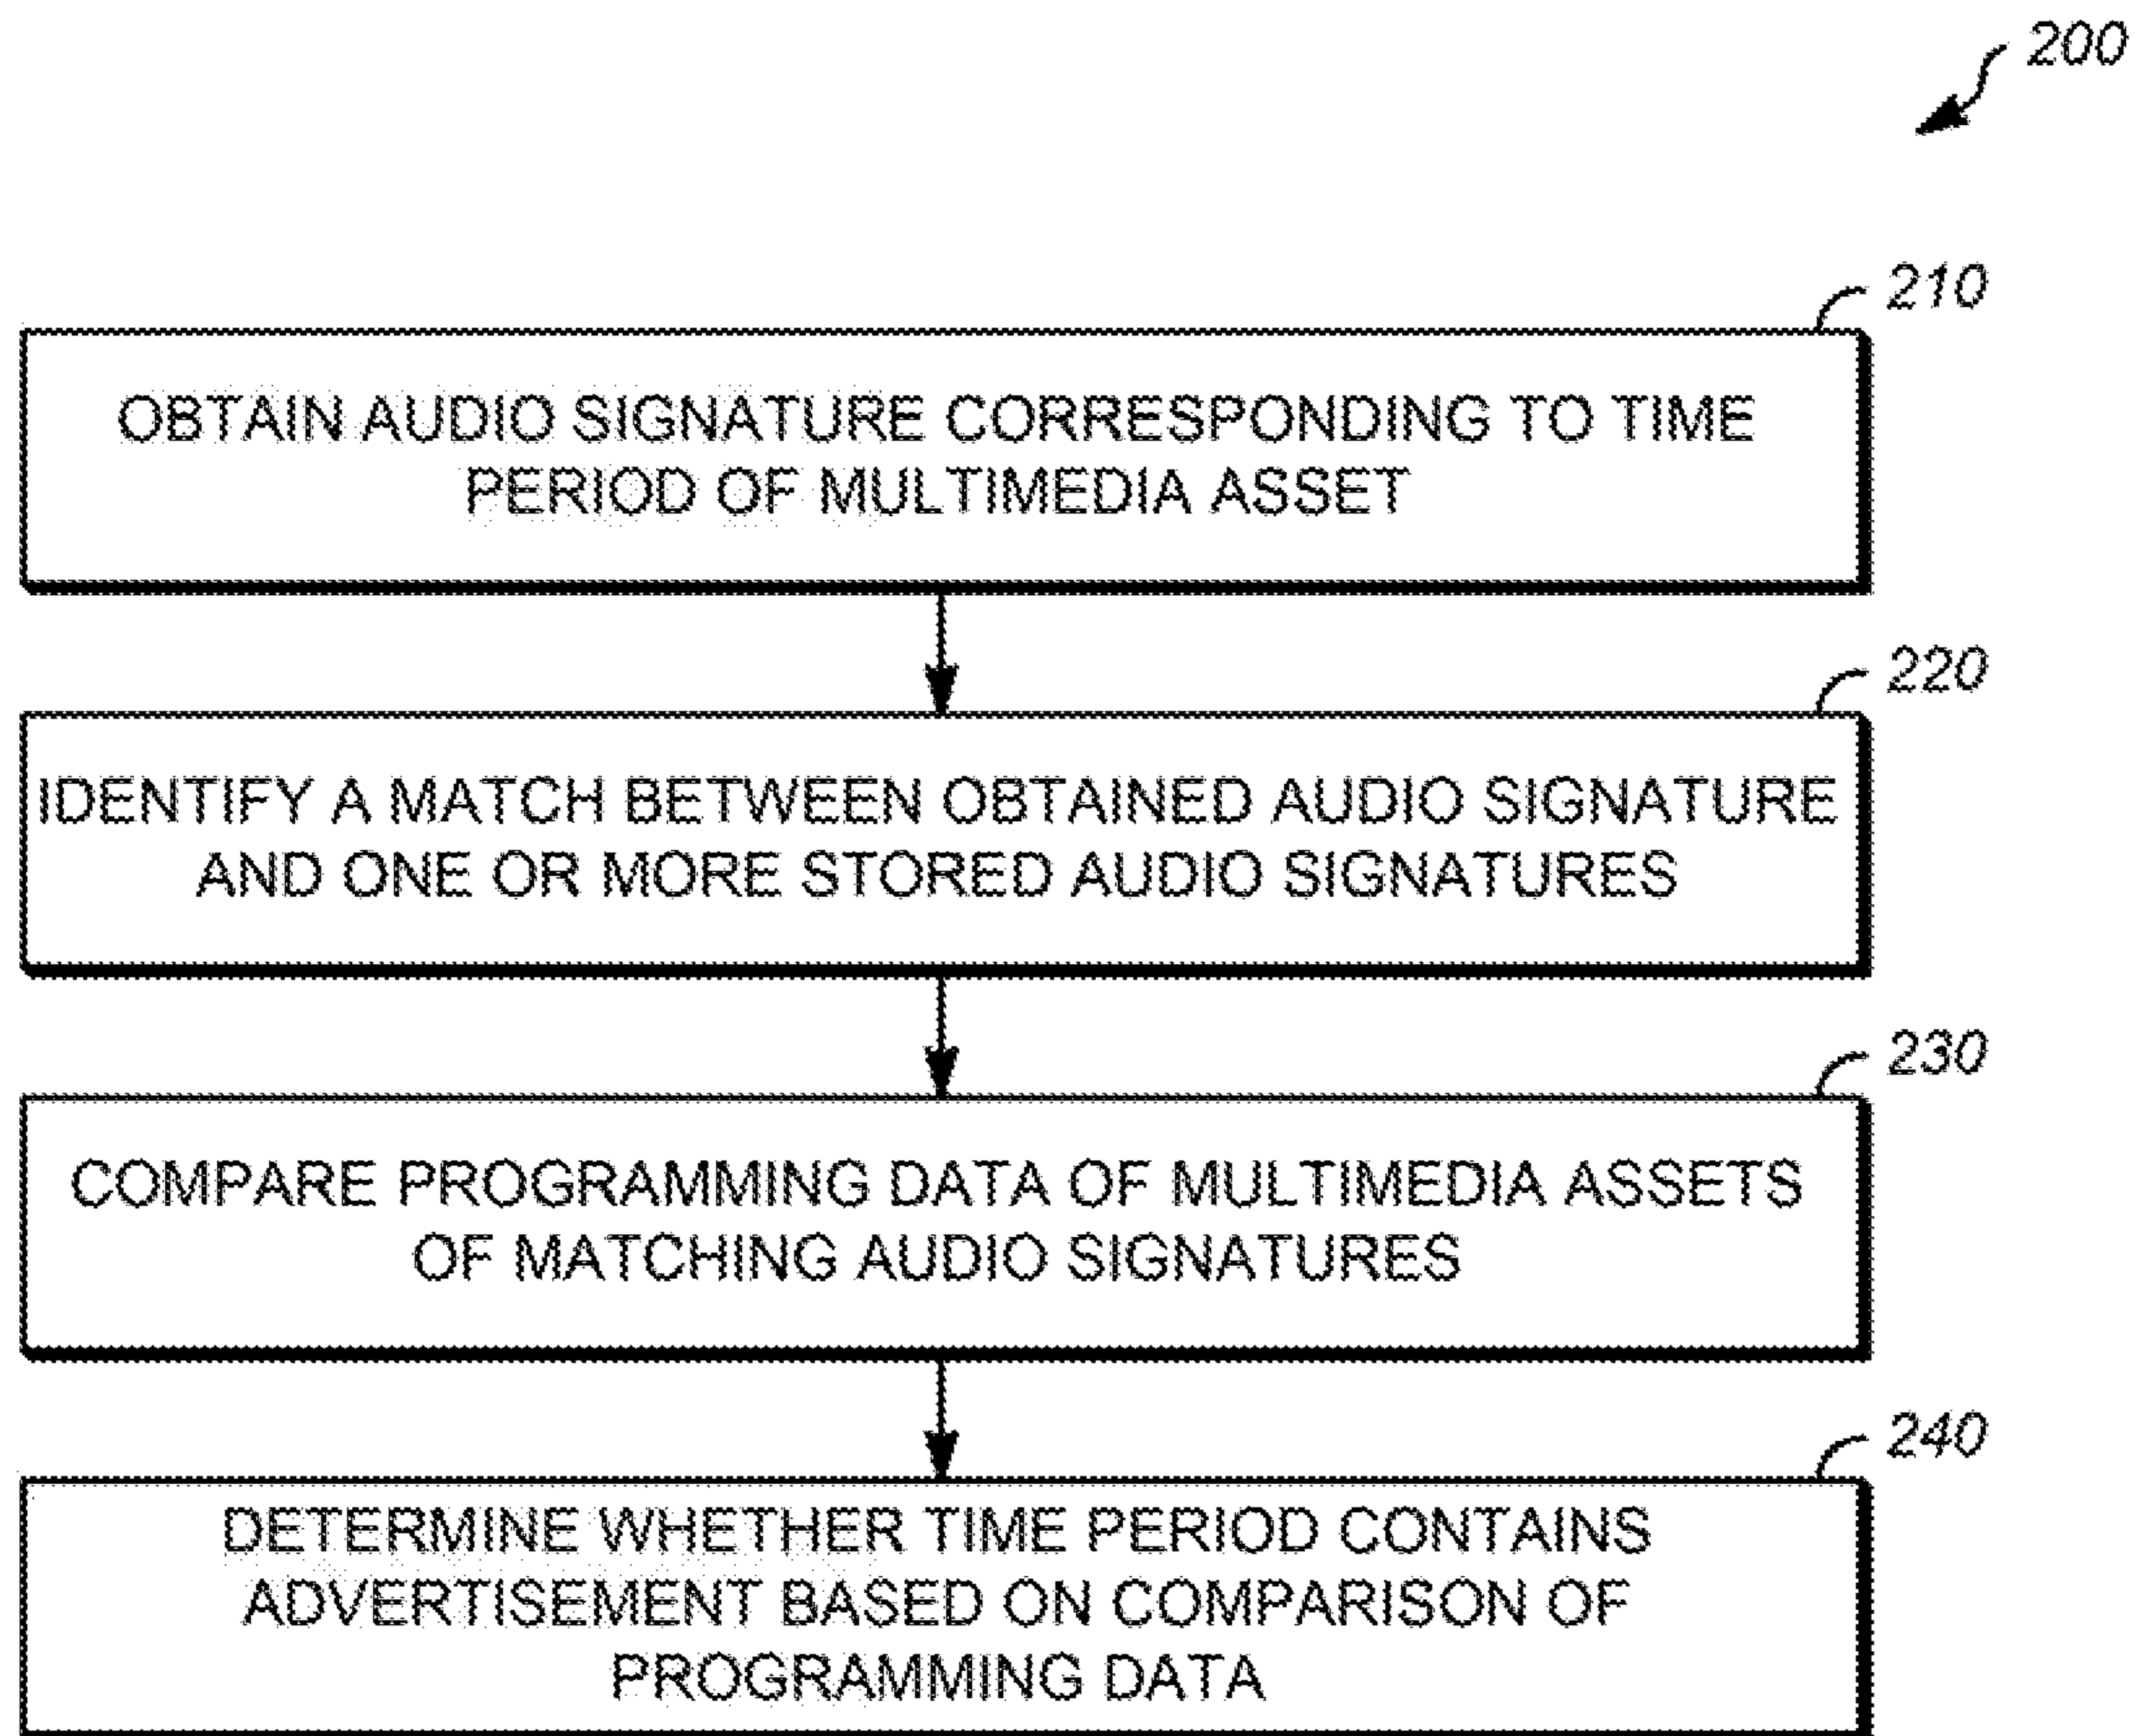 200
210
OBTAIN AUDIO SIGNATURE CORRESPONDING TO TIME
PERIOD OF MULTIMEDIA ASSET
220
IDENTIFY A MATCH BETWEEN OBTAINED AUDIO SIGNATURE
AND ONE OR MORE STORED AUDIO SIGNATURES
230
COMPARE PROGRAMMING DATA OF MULTIMEDIA ASSETS
OF MATCHING AUDIO SIGNATURES
240
DETERMINE WHETHER TIME PERIOD CONTAINS
ADVERTISEMENT BASED ON COMPARISON OF
PROGRAMMING DATA